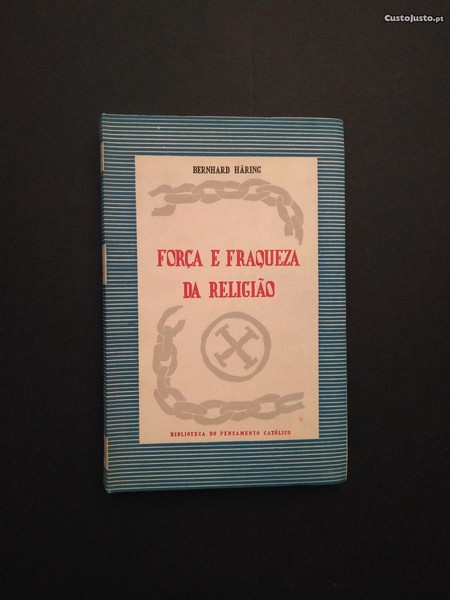 CustoJusto.pt
BERNHARD HÄRING
FORÇA E FRAQUEZA
DA RELIGIÃO
BIBLIOTECA DO PENSAMENTO CATÓLICO